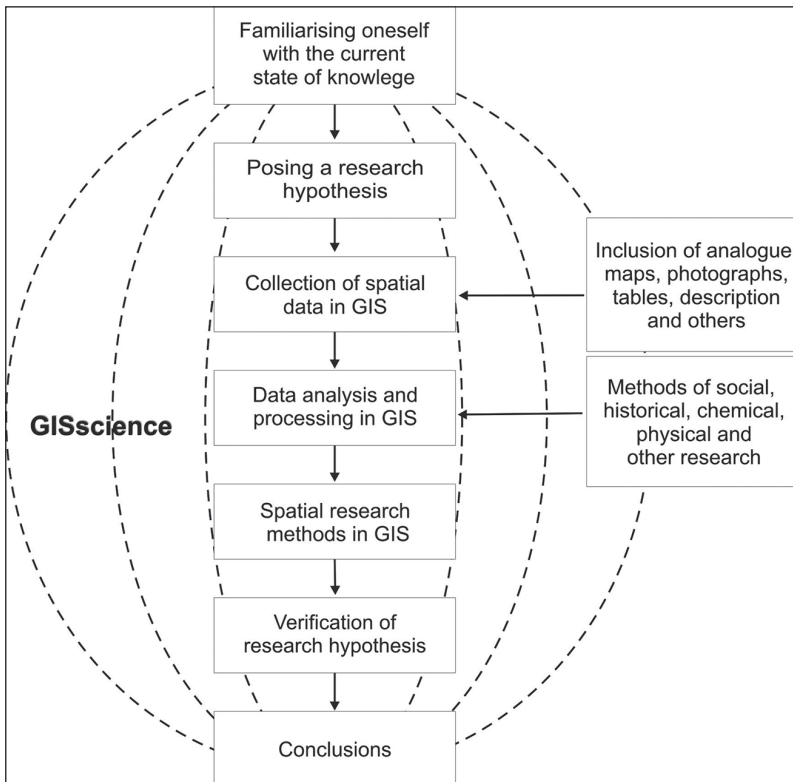 Familiarising oneself
with the current
state of knowlege
Posing a research
hypothesis
Collection of spatial
data in GIS
Inclusion of analogue
maps, photographs,
tables, description
and others
Data analysis and
processing in GIS
Methods of social,
historical, chemical,
physical and
other research
GISscience
Spatial research
methods in GIS
Verification of
research hypothesis
Conclusions